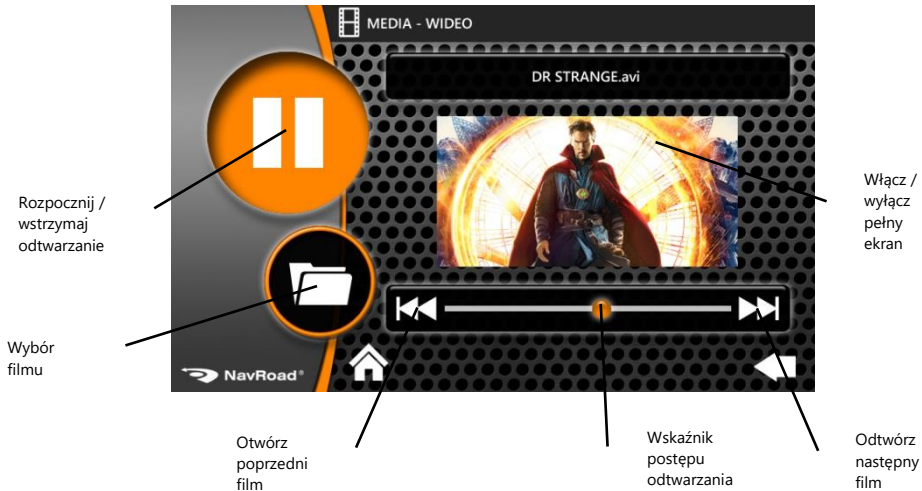 MEDIA - WIDEO
DR STRANGE.avi
Rozpocznij /
wstrzymaj
odtwarzanie
Włącz /
wyłącz
pełny
ekran
Wybór
filmu
NavRoad®
Otwórz
poprzedni
film
Wskaźnik
postępu
odtwarzania
Odtwórz
następny
film